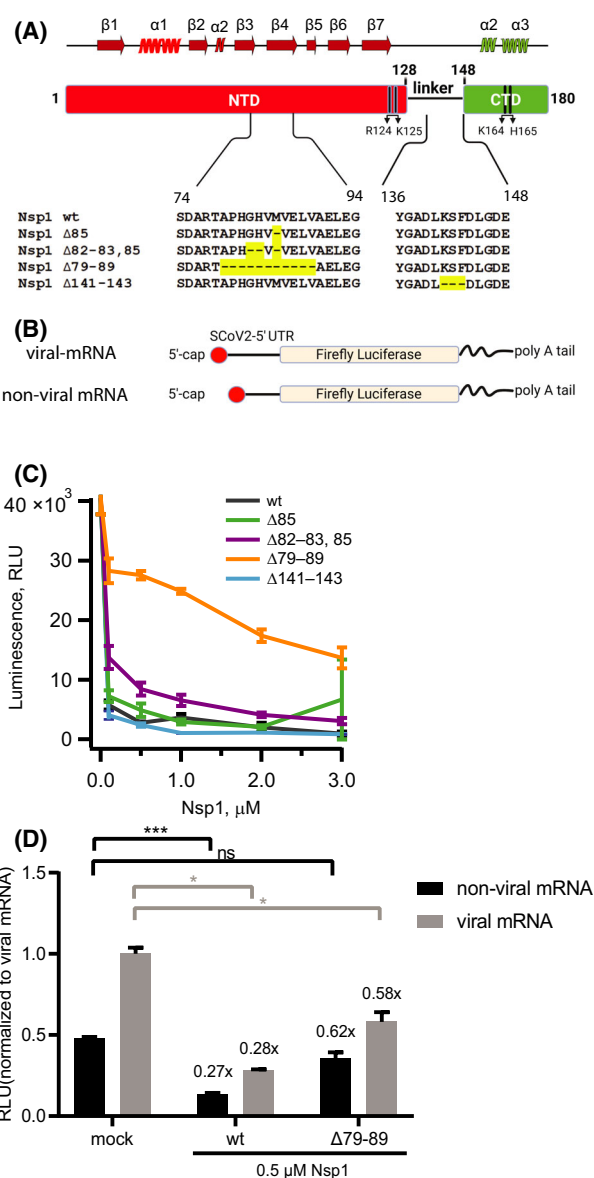 (A)
β1 α1 β2 α2 β3 β4 β5 β6 β7 α2 α3
128 148
1 NTD linker CTD 180
R124 K125 K164 H165
74 94 136 148
Nsp1 wt SDARTAPHGHVMVELVAELEG YGADLKSFDLGDE
Nsp1 Δ85 SDARTAPHGHV-VELVAELEG YGADLKSFDLGDE
Nsp1 Δ82-83,85 SDARTAPH--V-VELVAELEG YGADLKSFDLGDE
Nsp1 Δ79-89 SDART-----------AELEG YGADLKSFDLGDE
Nsp1 Δ141-143 SDARTAPHGHVMVELVAELEG YGADL---DLGDE
(B)
SCoV2-5' UTR
viral-mRNA 5'-cap Firefly Luciferase poly A tail
non-viral mRNA 5'-cap Firefly Luciferase poly A tail
(C)
40 ×10³
30
20
10
0
Luminescence, RLU
wt
Δ85
Δ82–83, 85
Δ79–89
Δ141–143
0.0 1.0 2.0 3.0
Nsp1, μM
(D)
***
ns
*
*
non-viral mRNA
viral mRNA
RLU(normalized to viral mRNA)
1.5
1.0
0.5
0.0
0.27x 0.28x 0.62x 0.58x
mock wt Δ79-89
0.5 μM Nsp1